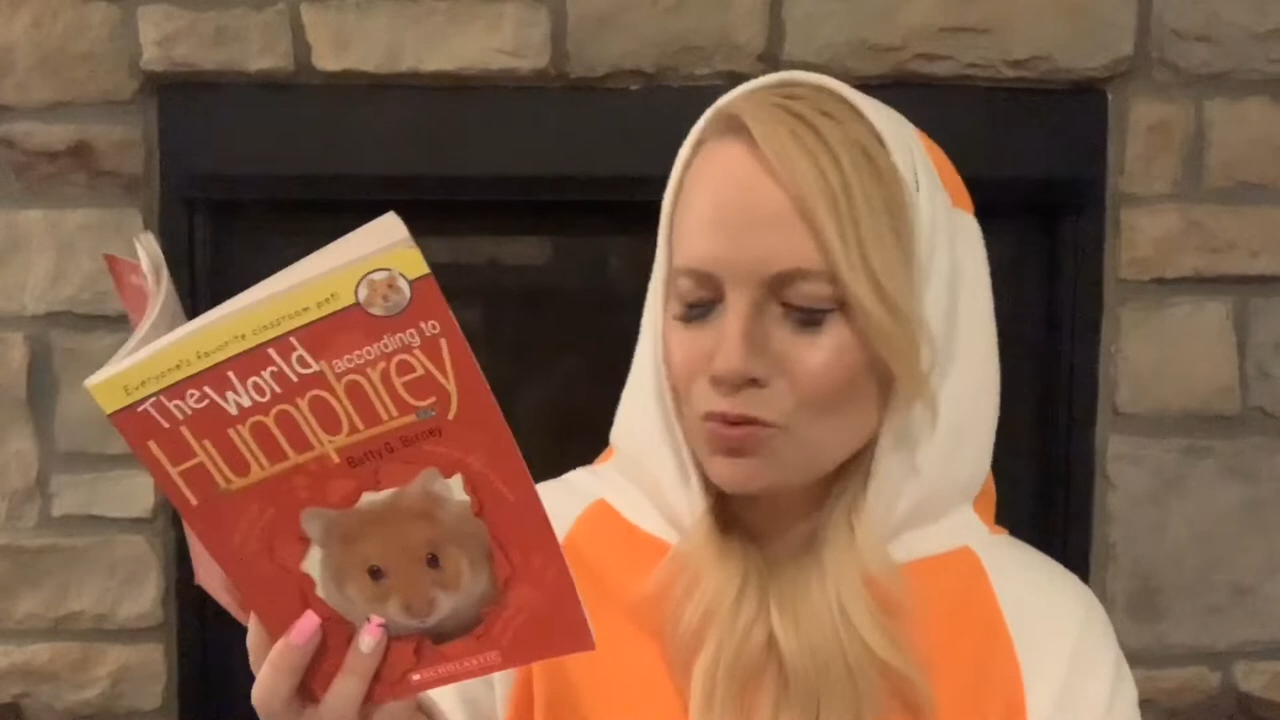 Everyone's favorite classroom pet!
The World according to
Humphrey
Betty G. Birney
SCHOLASTIC